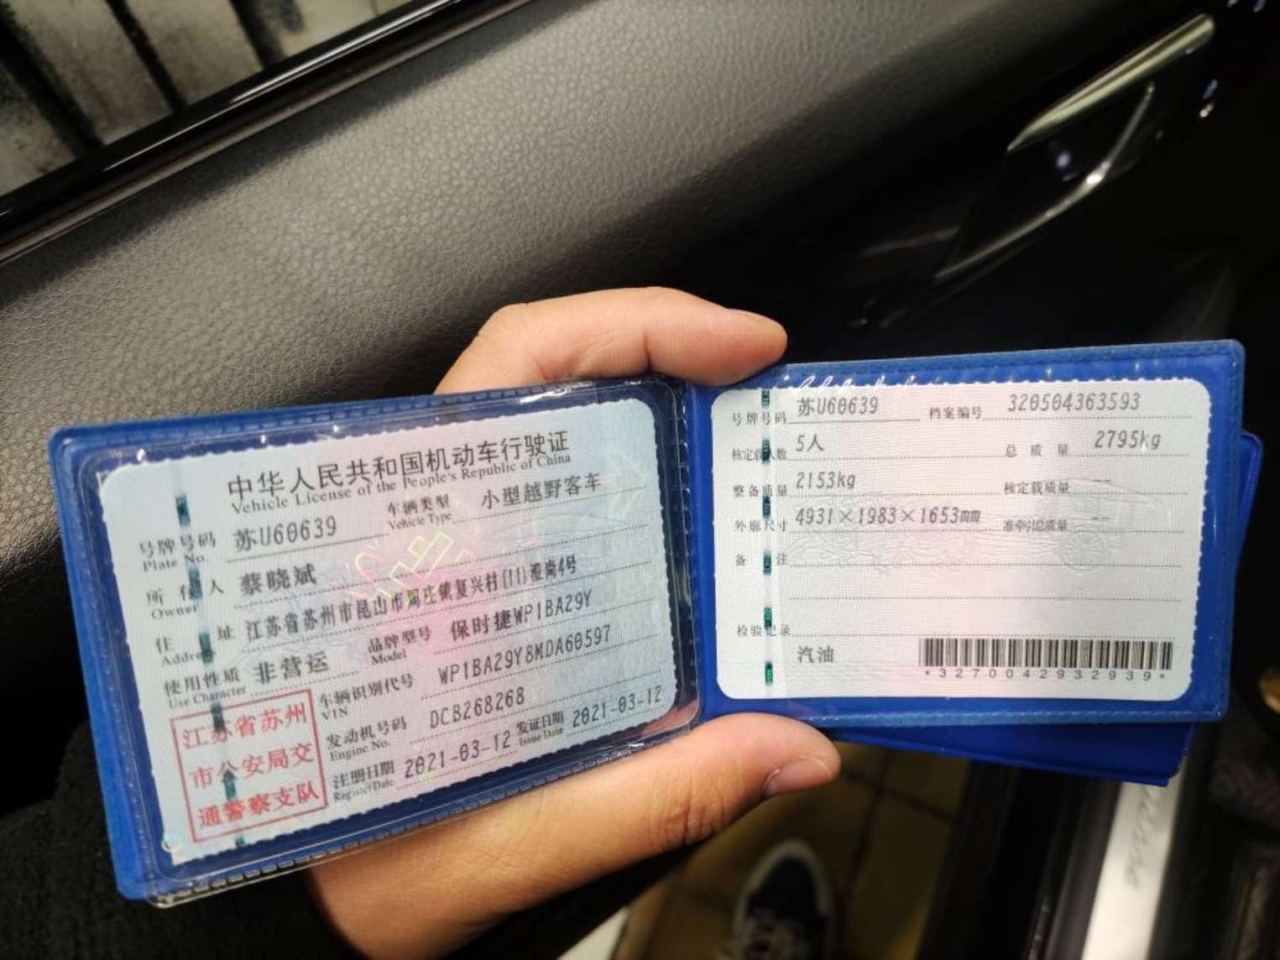 中华人民共和国机动车行驶证
Vehicle License of the People's Republic of China
号牌号码 苏U60639 车辆类型 小型越野客车
Plate No. Vehicle Type
所有人 蔡晓斌
Owner
住址 江苏省苏州市昆山市周庄镇复兴村(11)淮尚4号
Address
使用性质 非营运 品牌型号 保时捷WP1BA29Y
Use Character Model
车辆识别代号 WP1BA29Y8MDA60597
VIN
发动机号码 DCB268268
Engine No.
注册日期 2021-03-12 发证日期 2021-03-12
Register Date Issue Date
江苏省苏州
市公安局交
通警察支队
号牌号码 苏U60639 档案编号 320504363593
核定载人数 5人 总质量 2795kg
整备质量 2153kg 核定载质量 --
外廓尺寸 4931×1983×1653mm 准牵引总质量 --
备注
检验记录
汽油
*3270042932939*